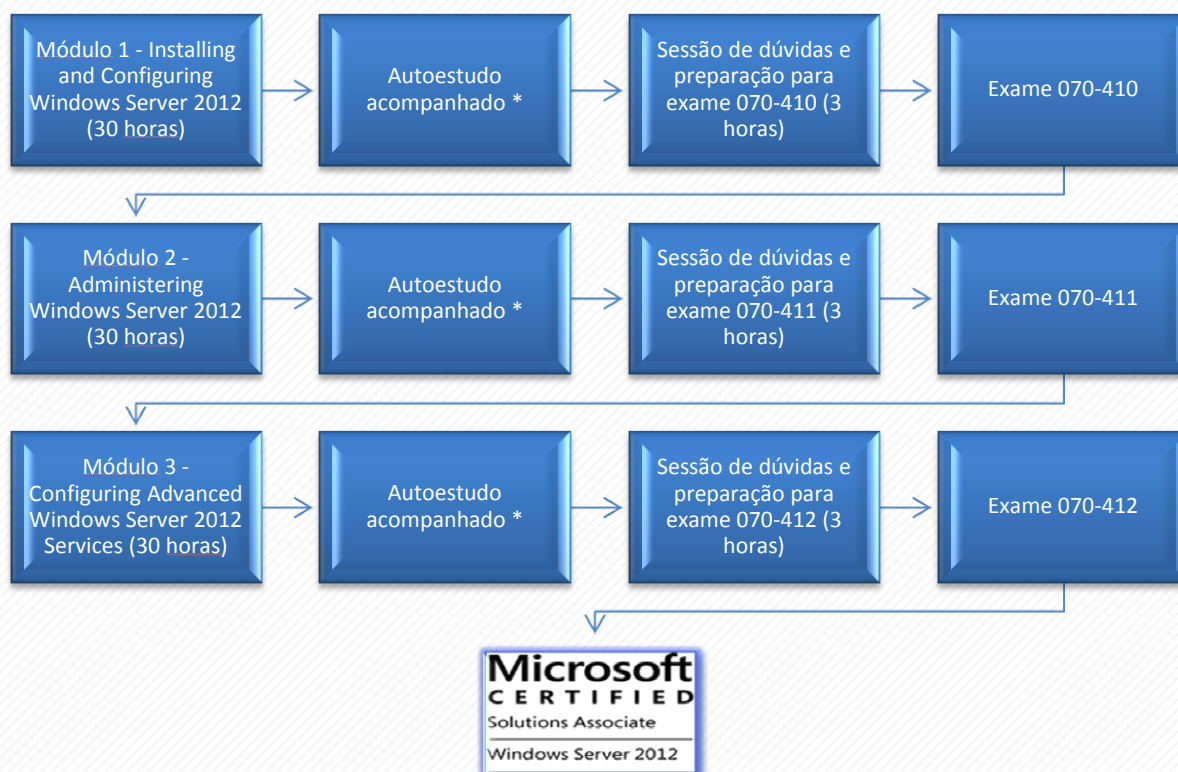 Módulo 1 - Installing
and Configuring
Windows Server 2012
(30 horas)
Autoestudo
acompanhado *
Sessão de dúvidas e
preparação para
exame 070-410 (3
horas)
Exame 070-410
Módulo 2 -
Administering
Windows Server 2012
(30 horas)
Autoestudo
acompanhado *
Sessão de dúvidas e
preparação para
exame 070-411 (3
horas)
Exame 070-411
Módulo 3 -
Configuring Advanced
Windows Server 2012
Services (30 horas)
Autoestudo
acompanhado *
Sessão de dúvidas e
preparação para
exame 070-412 (3
horas)
Exame 070-412
Microsoft
CERTIFIED
Solutions Associate
Windows Server 2012